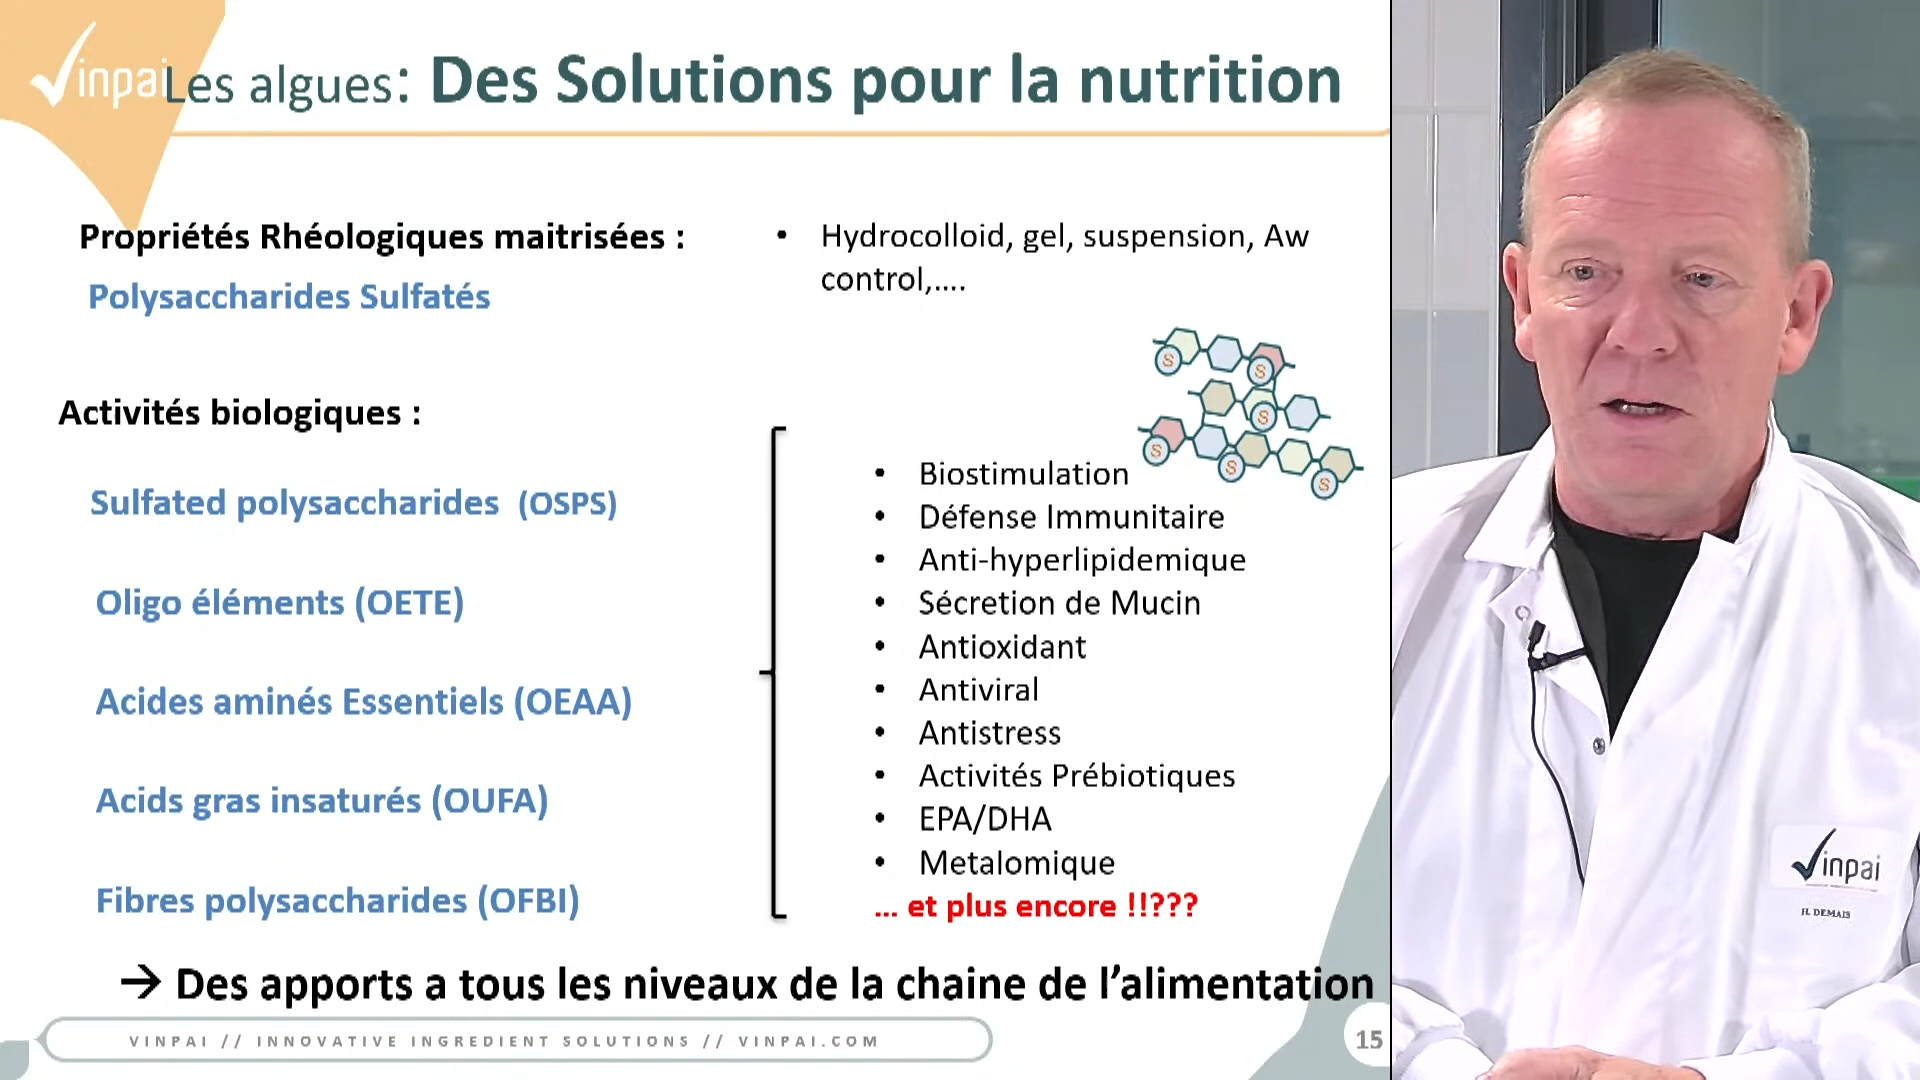 Vinpai
Les algues: Des Solutions pour la nutrition
Propriétés Rhéologiques maitrisées :
Polysaccharides Sulfatés
• Hydrocolloid, gel, suspension, Aw
control,....
Activités biologiques :
Sulfated polysaccharides (OSPS)
Oligo éléments (OETE)
Acides aminés Essentiels (OEAA)
Acids gras insaturés (OUFA)
Fibres polysaccharides (OFBI)
S
S
S
S
S
S
• Biostimulation
• Défense Immunitaire
• Anti-hyperlipidemique
• Sécretion de Mucin
• Antioxidant
• Antiviral
• Antistress
• Activités Prébiotiques
• EPA/DHA
• Metalomique
... et plus encore !!???
→ Des apports a tous les niveaux de la chaine de l’alimentation
VINPAI // INNOVATIVE INGREDIENT SOLUTIONS // VINPAI.COM
15
Vinpai
H. DEMAIS